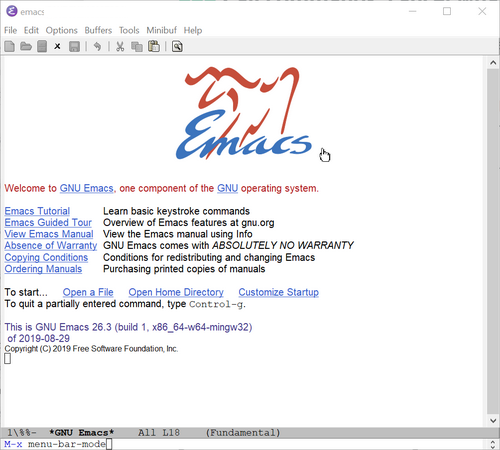 emacs
File Edit Options Buffers Tools Minibuf Help
Emacs
Welcome to GNU Emacs, one component of the GNU operating system.
Emacs Tutorial Learn basic keystroke commands
Emacs Guided Tour Overview of Emacs features at gnu.org
View Emacs Manual View the Emacs manual using Info
Absence of Warranty GNU Emacs comes with ABSOLUTELY NO WARRANTY
Copying Conditions Conditions for redistributing and changing Emacs
Ordering Manuals Purchasing printed copies of manuals
To start... Open a File Open Home Directory Customize Startup
To quit a partially entered command, type Control-g.
This is GNU Emacs 26.3 (build 1, x86_64-w64-mingw32)
of 2019-08-29
Copyright (C) 2019 Free Software Foundation, Inc.
1\%%- *GNU Emacs* All L18 (Fundamental)
M-x menu-bar-mode